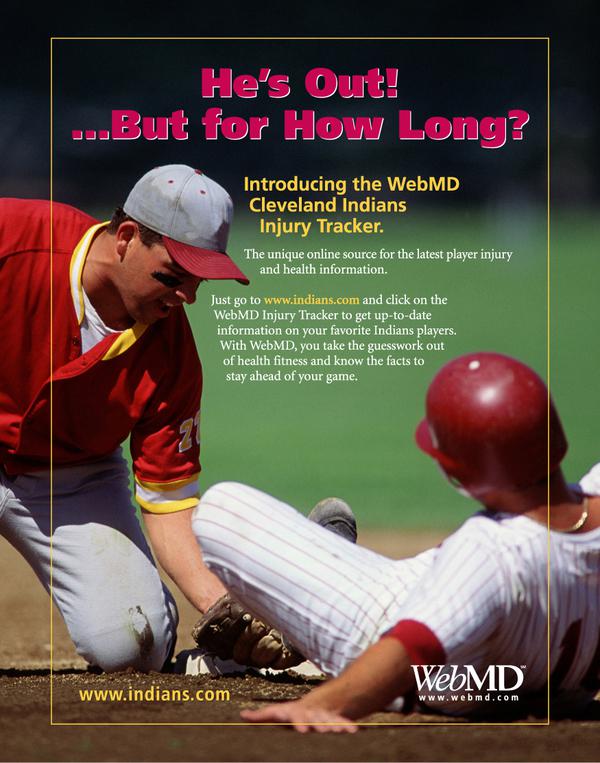 He's Out!
...But for How Long?
Introducing the WebMD
Cleveland Indians
Injury Tracker.
The unique online source for the latest player injury
and health information.
Just go to www.indians.com and click on the
WebMD Injury Tracker to get up-to-date
information on your favorite Indians players.
With WebMD, you take the guesswork out
of health fitness and know the facts to
stay ahead of your game.
www.indians.com
WebMD℠
www.webmd.com